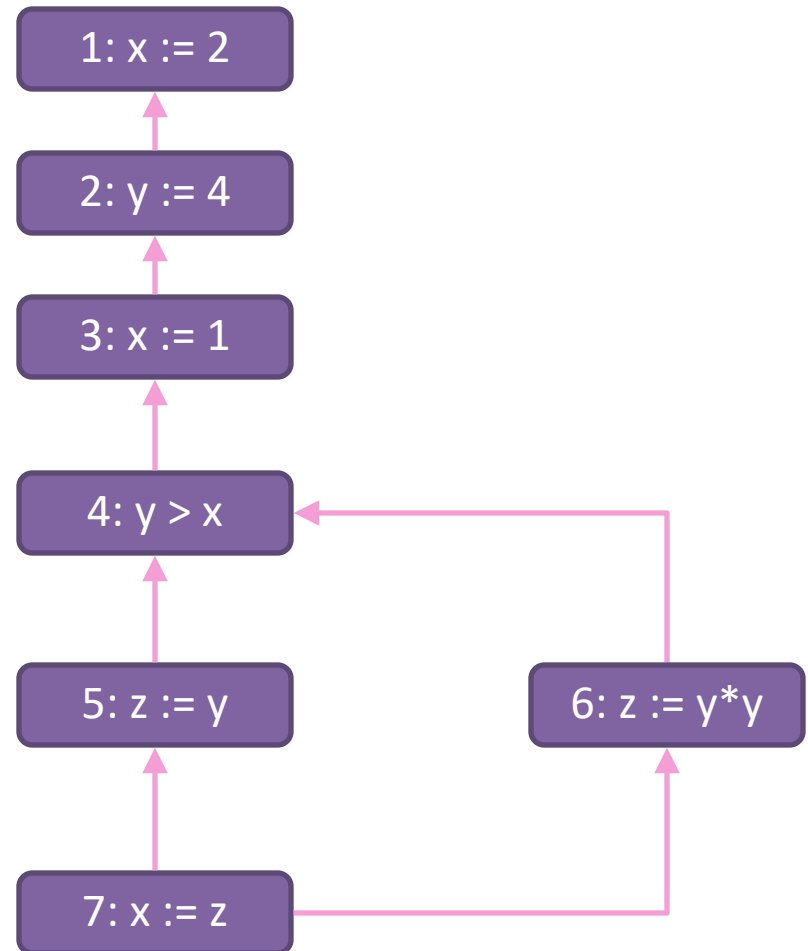 1: x := 2
2: y := 4
3: x := 1
4: y > x
5: z := y
6: z := y*y
7: x := z